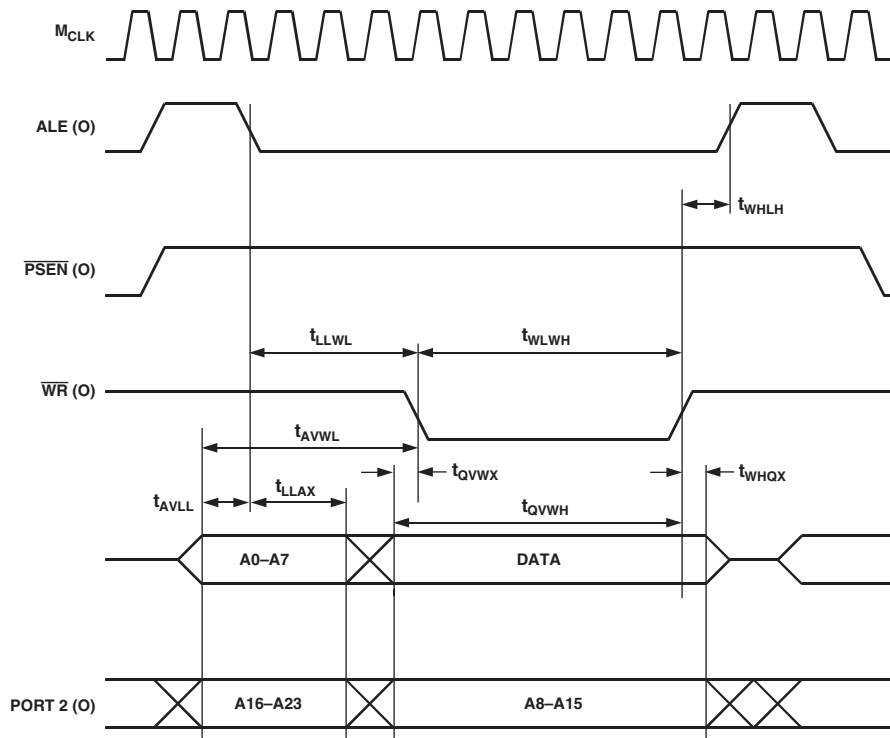 MCLK
ALE (O)
tWHLH
PSEN (O)
tLLWL
tWLWH
WR (O)
tAVWL
tQVWX
tWHQX
tAVLL
tLLAX
tQVWH
A0–A7
DATA
PORT 2 (O)
A16–A23
A8–A15